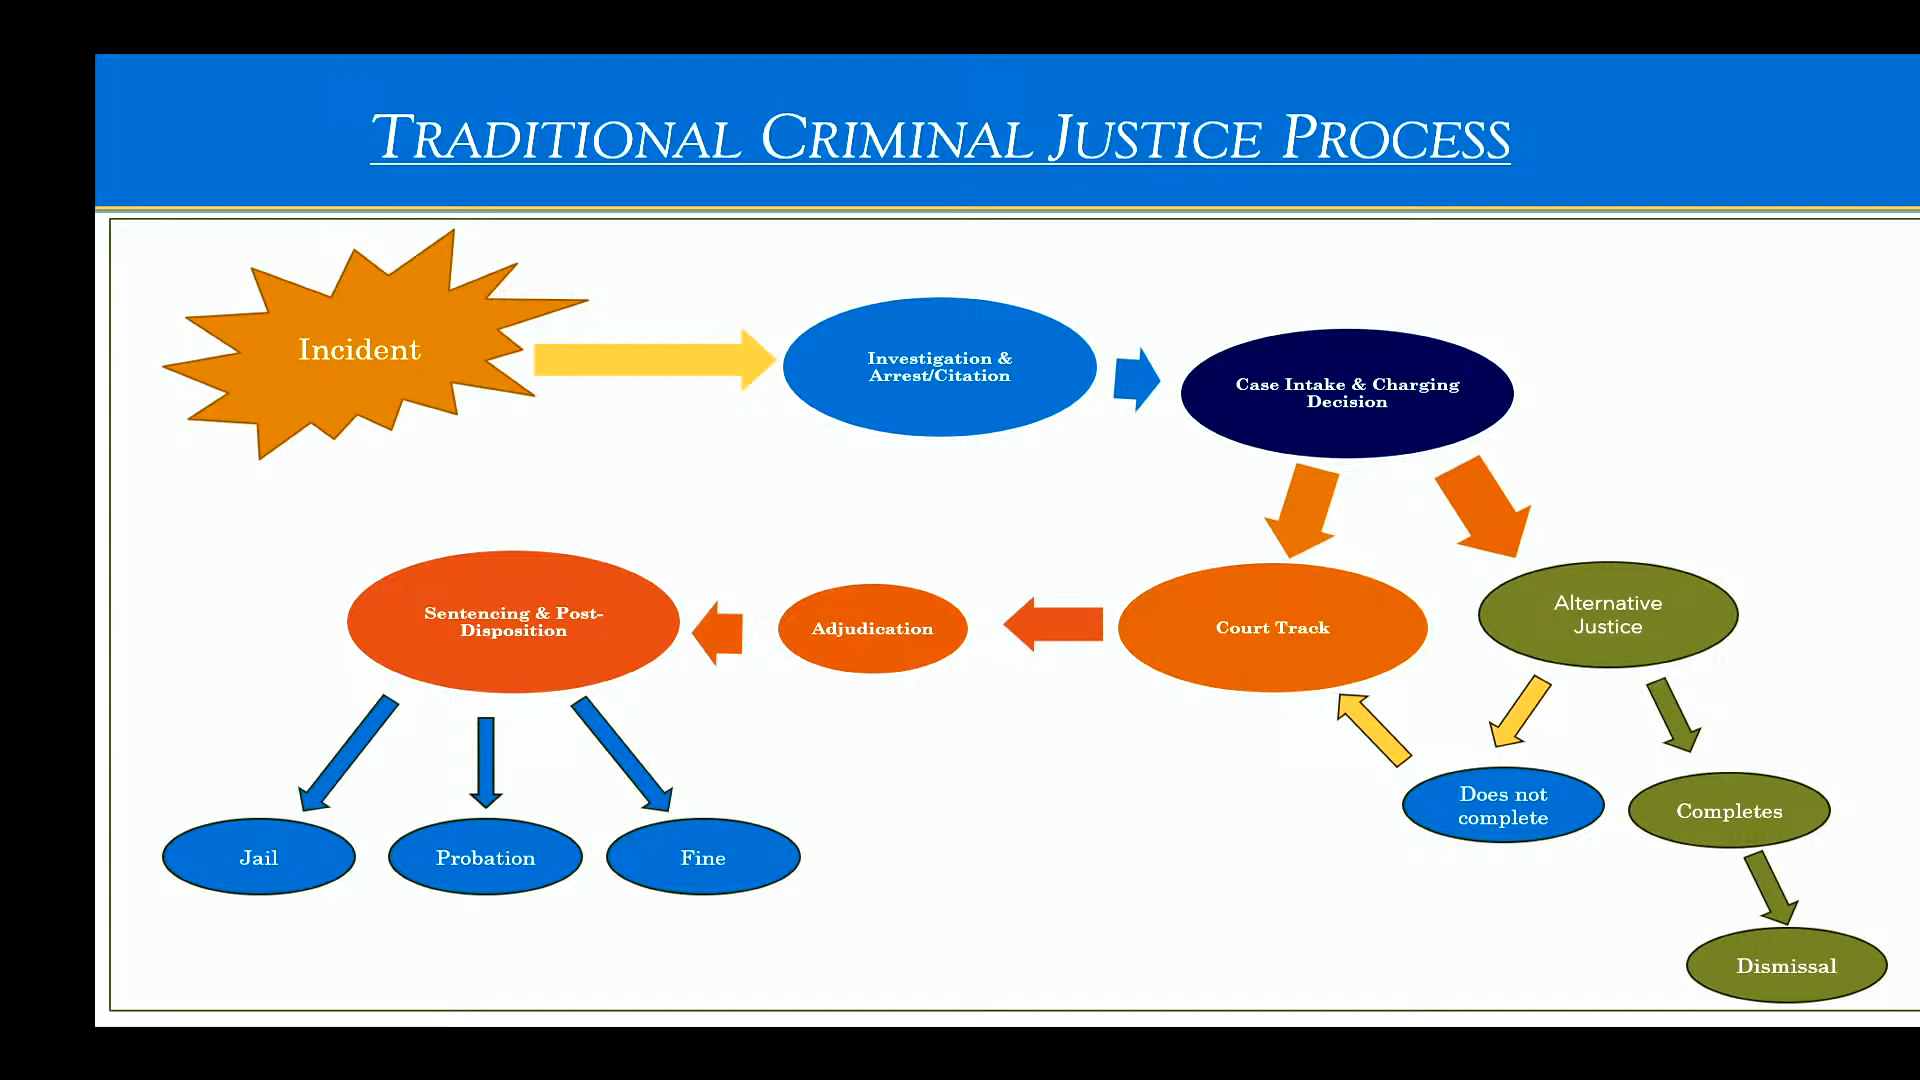 TRADITIONAL CRIMINAL JUSTICE PROCESS
Incident
Investigation &
Arrest/Citation
Case Intake & Charging
Decision
Sentencing & Post-
Disposition
Adjudication
Court Track
Alternative
Justice
Does not
complete
Completes
Jail
Probation
Fine
Dismissal